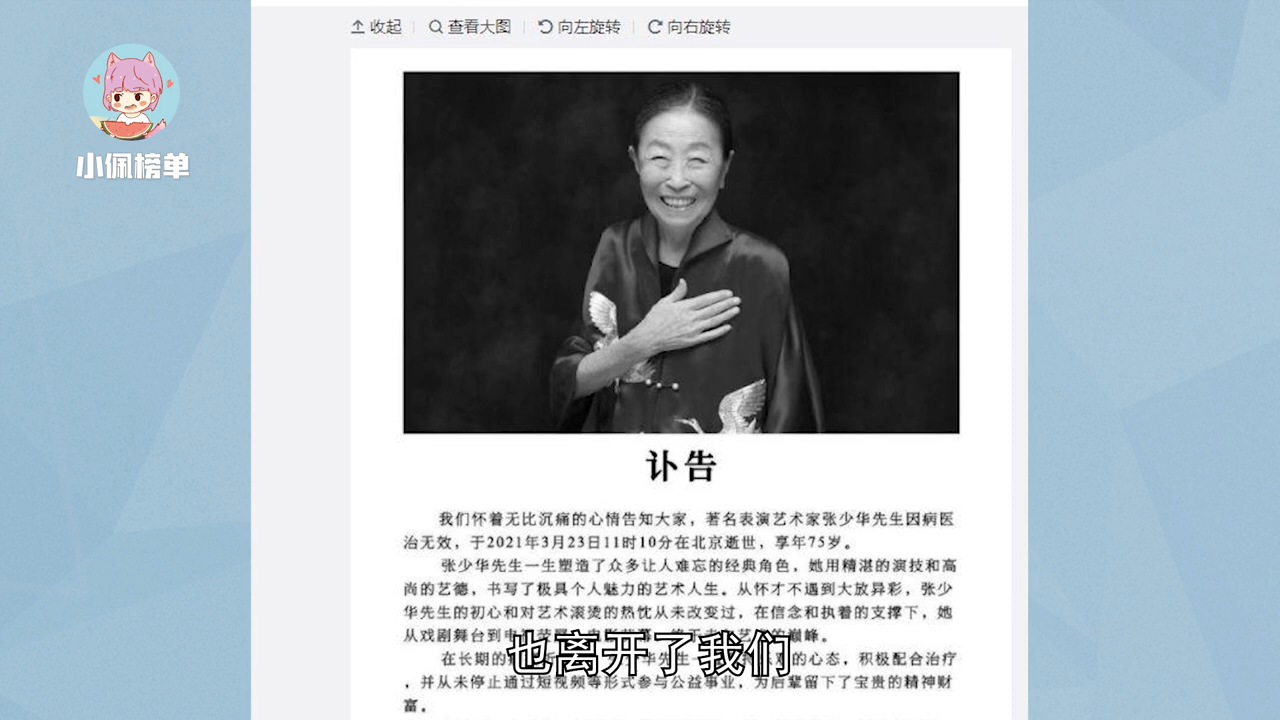 收起
查看大图
向左旋转
向右旋转
小佩榜单
讣告
我们怀着无比沉痛的心情告知大家，著名表演艺术家张少华先生因病医
治无效，于2021年3月23日11时10分在北京逝世，享年75岁。
张少华先生一生塑造了众多让人难忘的经典角色，她用精湛的演技和高
尚的艺德，书写了极具个人魅力的艺术人生。从怀才不遇到大放异彩，张少
华先生的初心和对艺术滚烫的热忱从未改变过，在信念和执着的支撑下，她
从戏剧舞台到电 巅峰。
也离开了我们
在长期的 华先生一 的心态，积极配合治疗
，并从未停止通过短视频等形式参与公益事业，为后辈留下了宝贵的精神财
富。